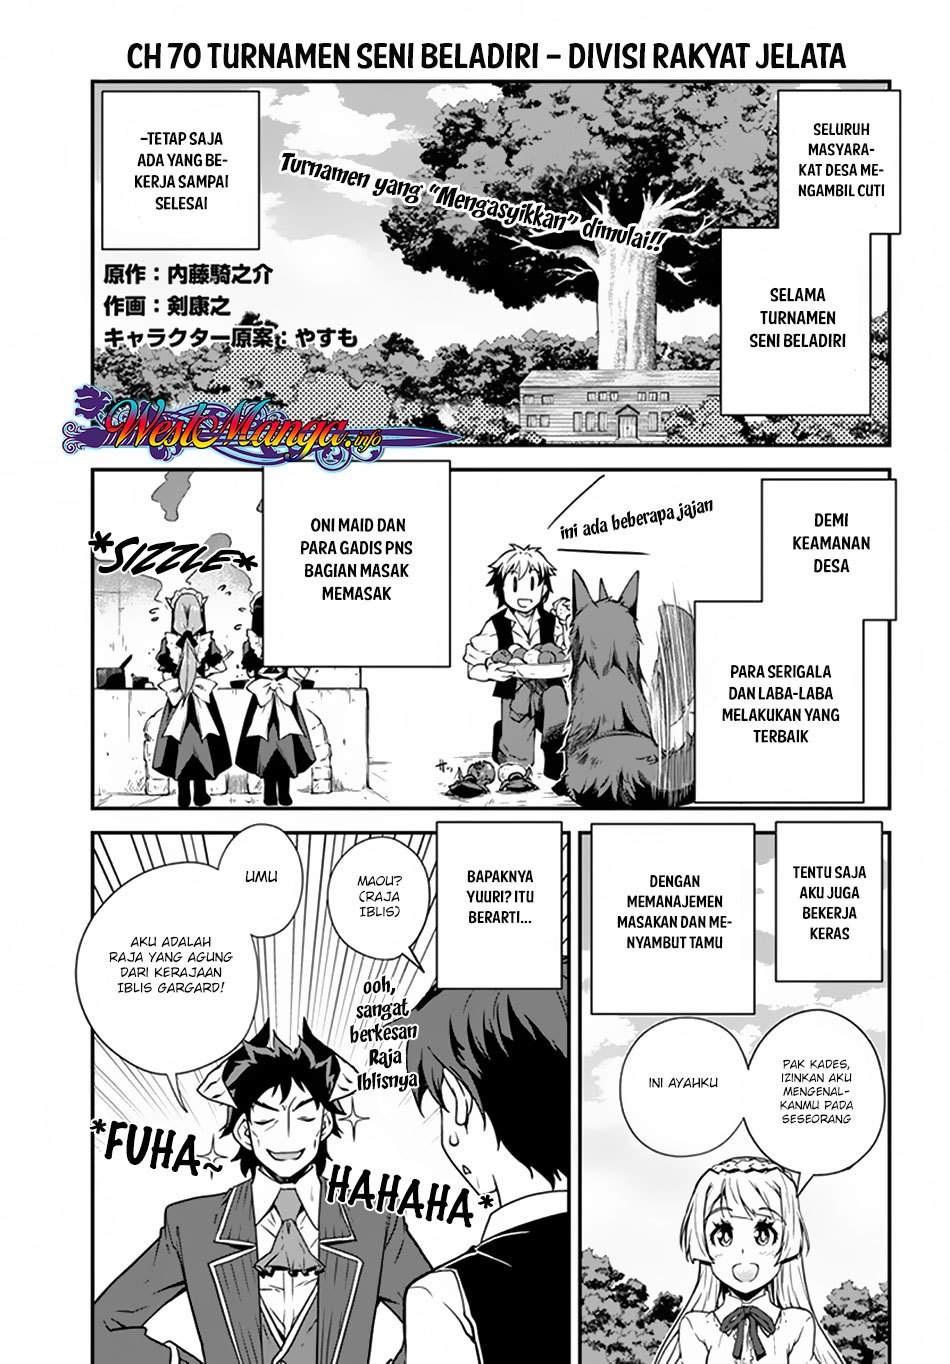 CH 70 TURNAMEN SENI BELADIRI – DIVISI RAKYAT JELATA
SELURUH
MASYARA-
KAT DESA ME-
NGAMBIL CUTI
SELAMA
TURNAMEN
SENI BELADIRI
Turnamen yang "Mengasyikkan" dimulai!!
-TETAP SAJA
ADA YANG BE-
KERJA SAMPAI
SELESAI
原作：内藤騎之介
作画：剣康之
キャラクター原案：やすも
WestManga.info
DEMI
KEAMANAN
DESA
PARA SERIGALA
DAN LABA-LABA
MELAKUKAN YANG
TERBAIK
ini ada beberapa jajan
ONI MAID DAN
PARA GADIS PNS
BAGIAN MASAK
MEMASAK
*SIZZLE*
TENTU SAJA
AKU JUGA
BEKERJA
KERAS
DENGAN
MEMANAJEMEN
MASAKAN DAN ME-
NYAMBUT TAMU
PAK KADES,
IZINKAN AKU
MENGENAL-
KANMU PADA
SESEORANG
INI AYAHKU
BAPAKNYA
YUURI? ITU
BERARTI...
MAOU?
(RAJA
IBLIS)
UMU
AKU ADALAH
RAJA YANG AGUNG
DARI KERAJAAN
IBLIS GARGARD!
ooh,
sangat
berkesan
Raja
Iblisnya
*FUHA~
HAHAHA*